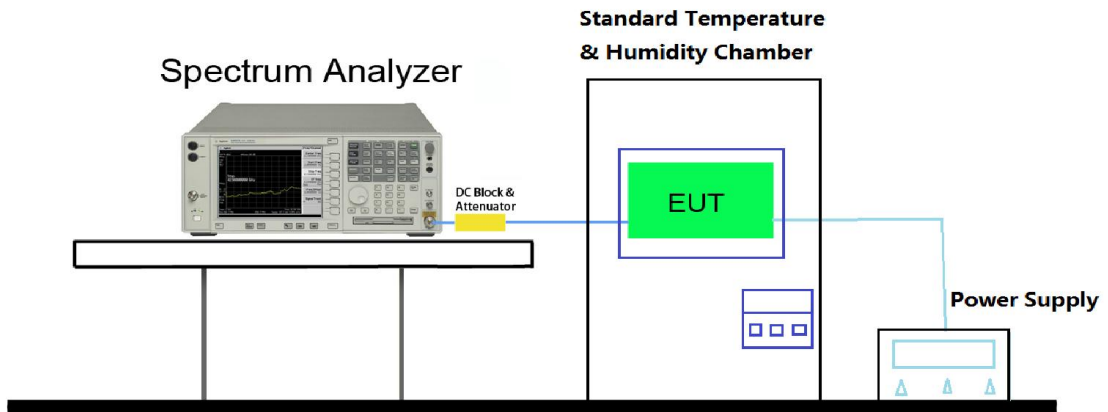 Standard Temperature
& Humidity Chamber
Spectrum Analyzer
DC Block &
Attenuator
EUT
Power Supply